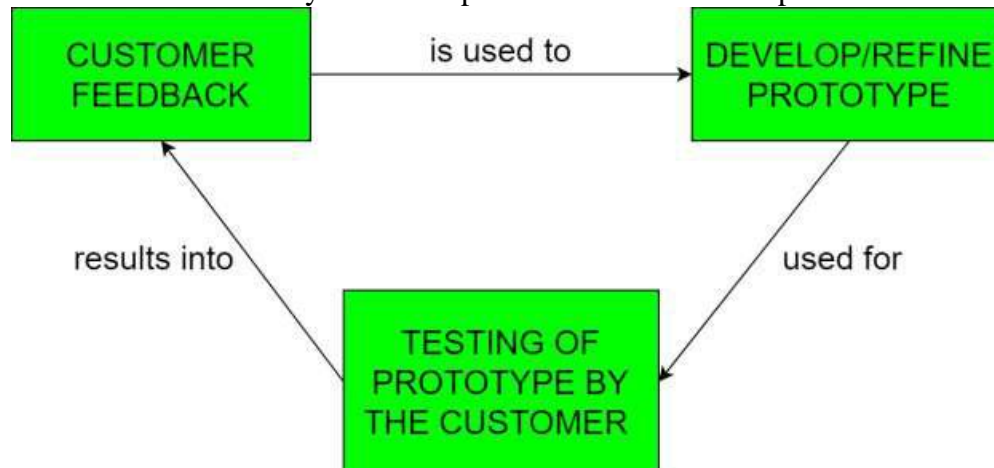 CUSTOMER
FEEDBACK
is used to
DEVELOP/REFINE
PROTOTYPE
results into
used for
TESTING OF
PROTOTYPE BY
THE CUSTOMER